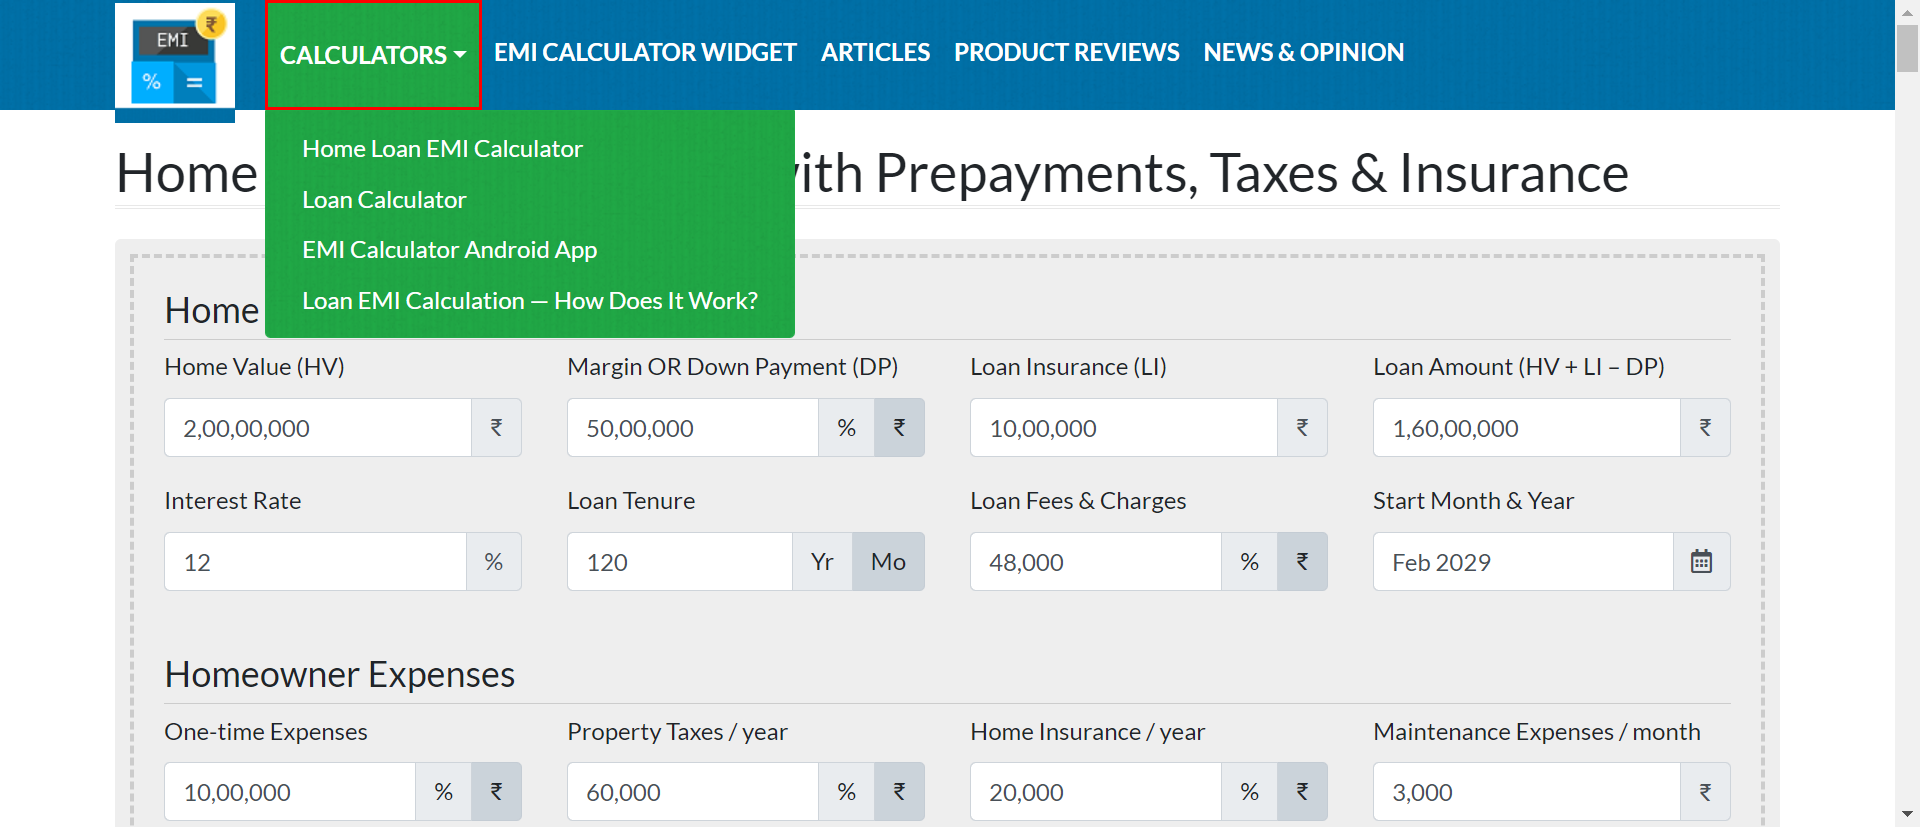 EMI
₹
%
=
CALCULATORS
EMI CALCULATOR WIDGET
ARTICLES
PRODUCT REVIEWS
NEWS & OPINION
Home Loan EMI Calculator
Loan Calculator
EMI Calculator Android App
Loan EMI Calculation — How Does It Work?
Home with Prepayments, Taxes & Insurance
Home
Home Value (HV)
Margin OR Down Payment (DP)
Loan Insurance (LI)
Loan Amount (HV + LI – DP)
2,00,00,000 ₹
50,00,000 % ₹
10,00,000 ₹
1,60,00,000 ₹
Interest Rate
Loan Tenure
Loan Fees & Charges
Start Month & Year
12 %
120 Yr Mo
48,000 % ₹
Feb 2029
Homeowner Expenses
One-time Expenses
Property Taxes / year
Home Insurance / year
Maintenance Expenses / month
10,00,000 % ₹
60,000 % ₹
20,000 % ₹
3,000 ₹